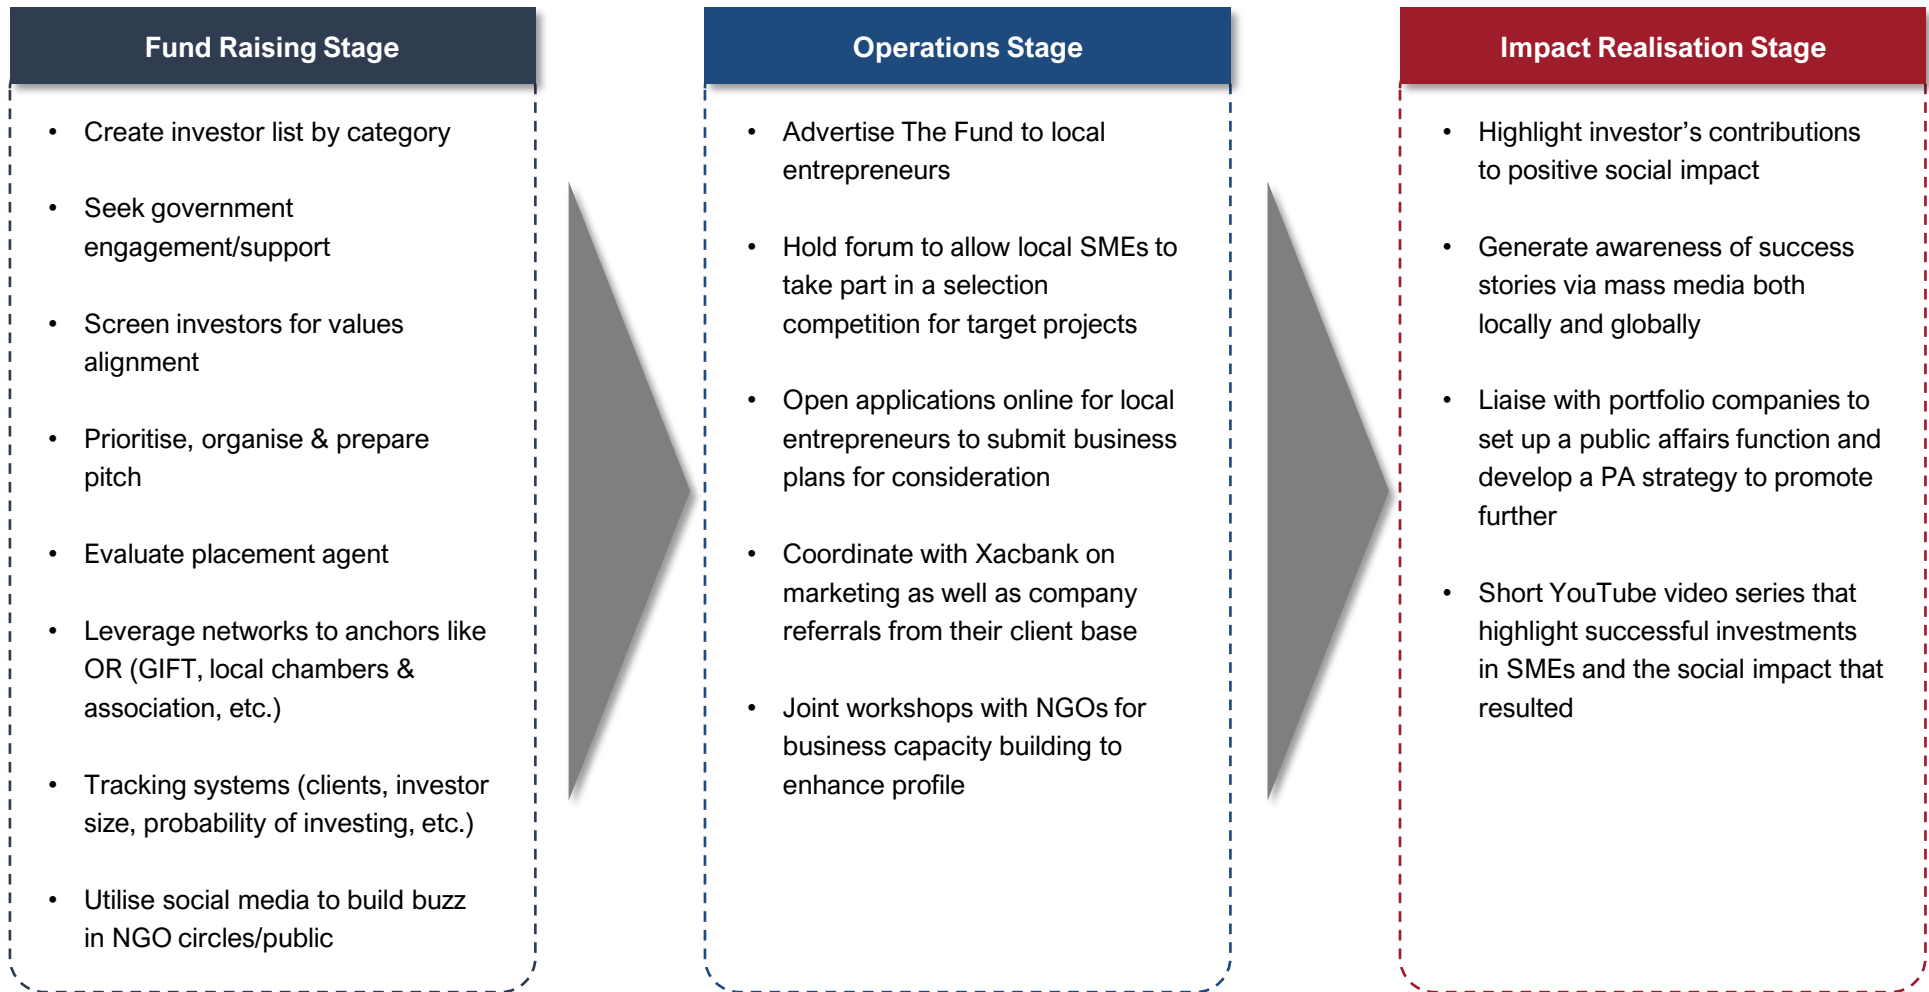 Fund Raising Stage
• Create investor list by category
• Seek government
engagement/support
• Screen investors for values
alignment
• Prioritise, organise & prepare
pitch
• Evaluate placement agent
• Leverage networks to anchors like
OR (GIFT, local chambers &
association, etc.)
• Tracking systems (clients, investor
size, probability of investing, etc.)
• Utilise social media to build buzz
in NGO circles/public
Operations Stage
• Advertise The Fund to local
entrepreneurs
• Hold forum to allow local SMEs to
take part in a selection
competition for target projects
• Open applications online for local
entrepreneurs to submit business
plans for consideration
• Coordinate with Xacbank on
marketing as well as company
referrals from their client base
• Joint workshops with NGOs for
business capacity building to
enhance profile
Impact Realisation Stage
• Highlight investor’s contributions
to positive social impact
• Generate awareness of success
stories via mass media both
locally and globally
• Liaise with portfolio companies to
set up a public affairs function and
develop a PA strategy to promote
further
• Short YouTube video series that
highlight successful investments
in SMEs and the social impact that
resulted